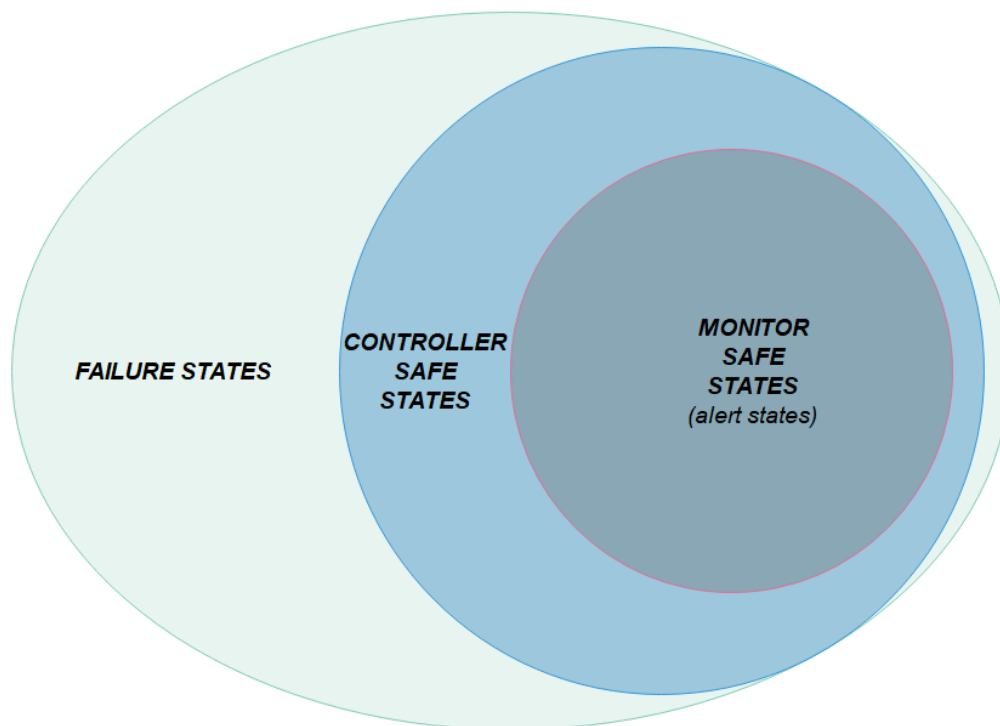 FAILURE STATES
CONTROLLER
SAFE
STATES
MONITOR
SAFE
STATES
(alert states)